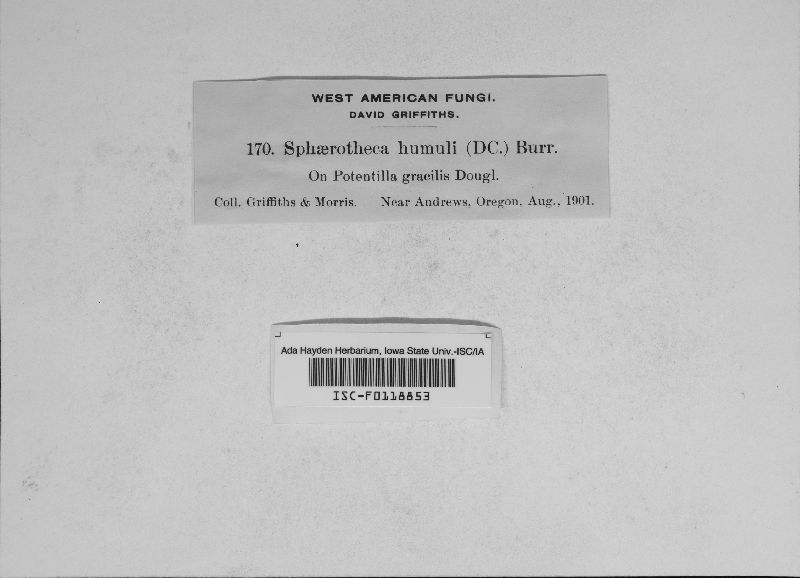 WEST AMERICAN FUNGI.
DAVID GRIFFITHS.
170. Sphærotheca humuli (DC.) Burr.
On Potentilla gracilis Dougl.
Coll. Griffiths & Morris. Near Andrews, Oregon, Aug., 1901.
Ada Hayden Herbarium, Iowa State Univ.-ISC/IA
ISC-F0118853